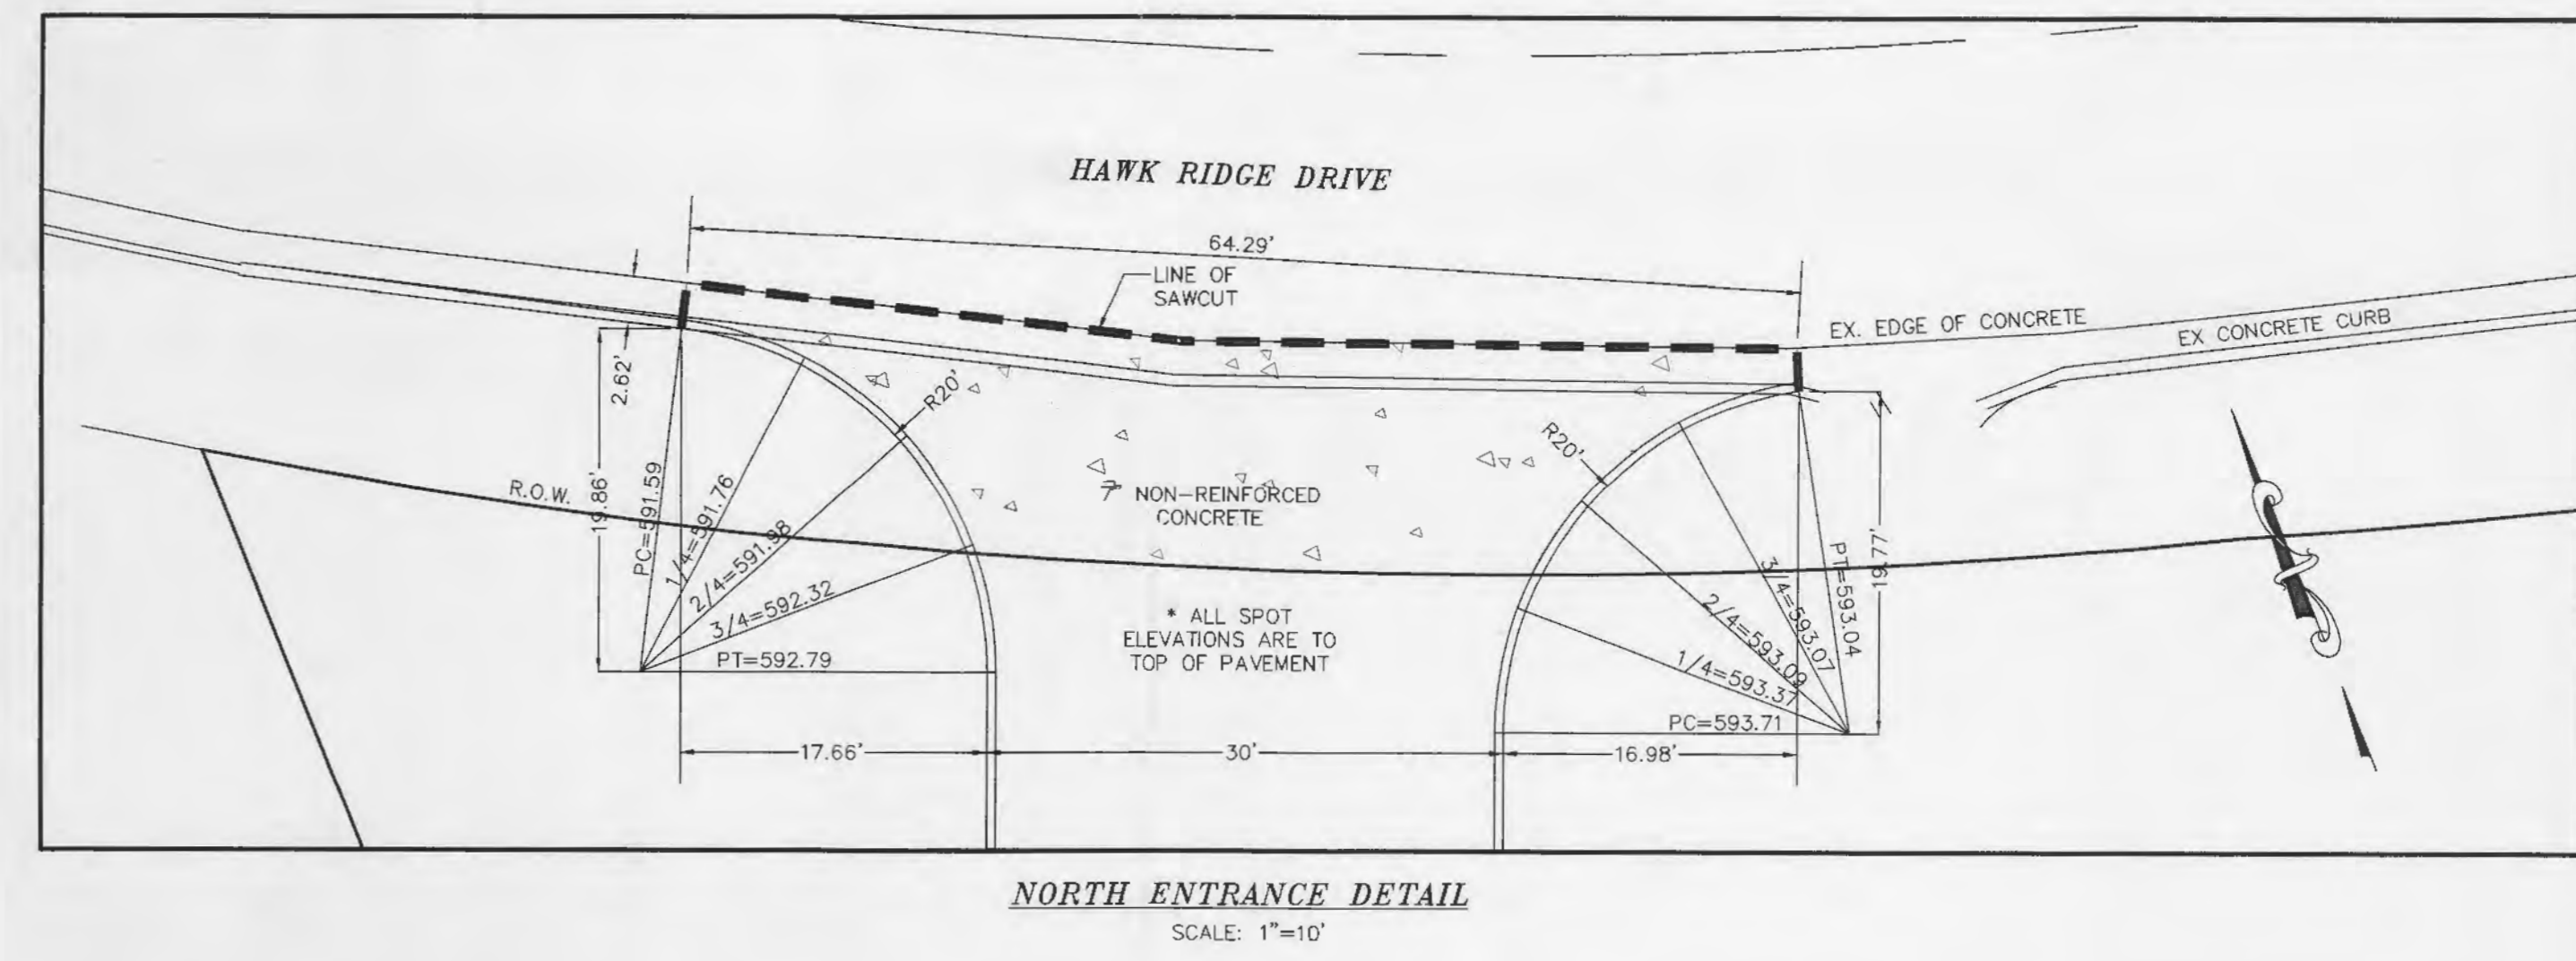 HAWK RIDGE DRIVE
64.29'
LINE OF
SAWCUT
EX. EDGE OF CONCRETE
EX CONCRETE CURB
2.62'
R20'
R20'
R.O.W.
19.86'
PC=591.59
1/4=591.76
2/4=591.98
3/4=592.32
PT=592.79
7" NON-REINFORCED
CONCRETE
* ALL SPOT
ELEVATIONS ARE TO
TOP OF PAVEMENT
PT=593.04
3/4=593.07
2/4=593.09
1/4=593.37
PC=593.71
19.77'
17.66'
30'
16.98'
NORTH ENTRANCE DETAIL
SCALE: 1"=10'